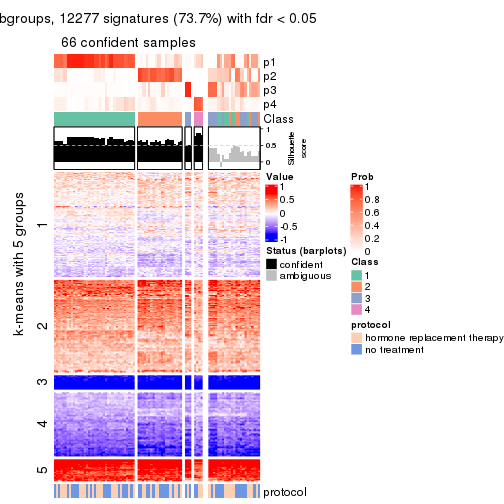 bgroups, 12277 signatures (73.7%) with fdr < 0.05
66 confident samples
p1
p2
p3
p4
Class
1
0.5
0
Silhouette
score
k-means with 5 groups
1
2
3
4
5
protocol
Value
1
0.5
0
-0.5
-1
Status (barplots)
confident
ambiguous
Prob
1
0.8
0.6
0.4
0.2
0
Class
1
2
3
4
protocol
hormone replacement therapy
no treatment